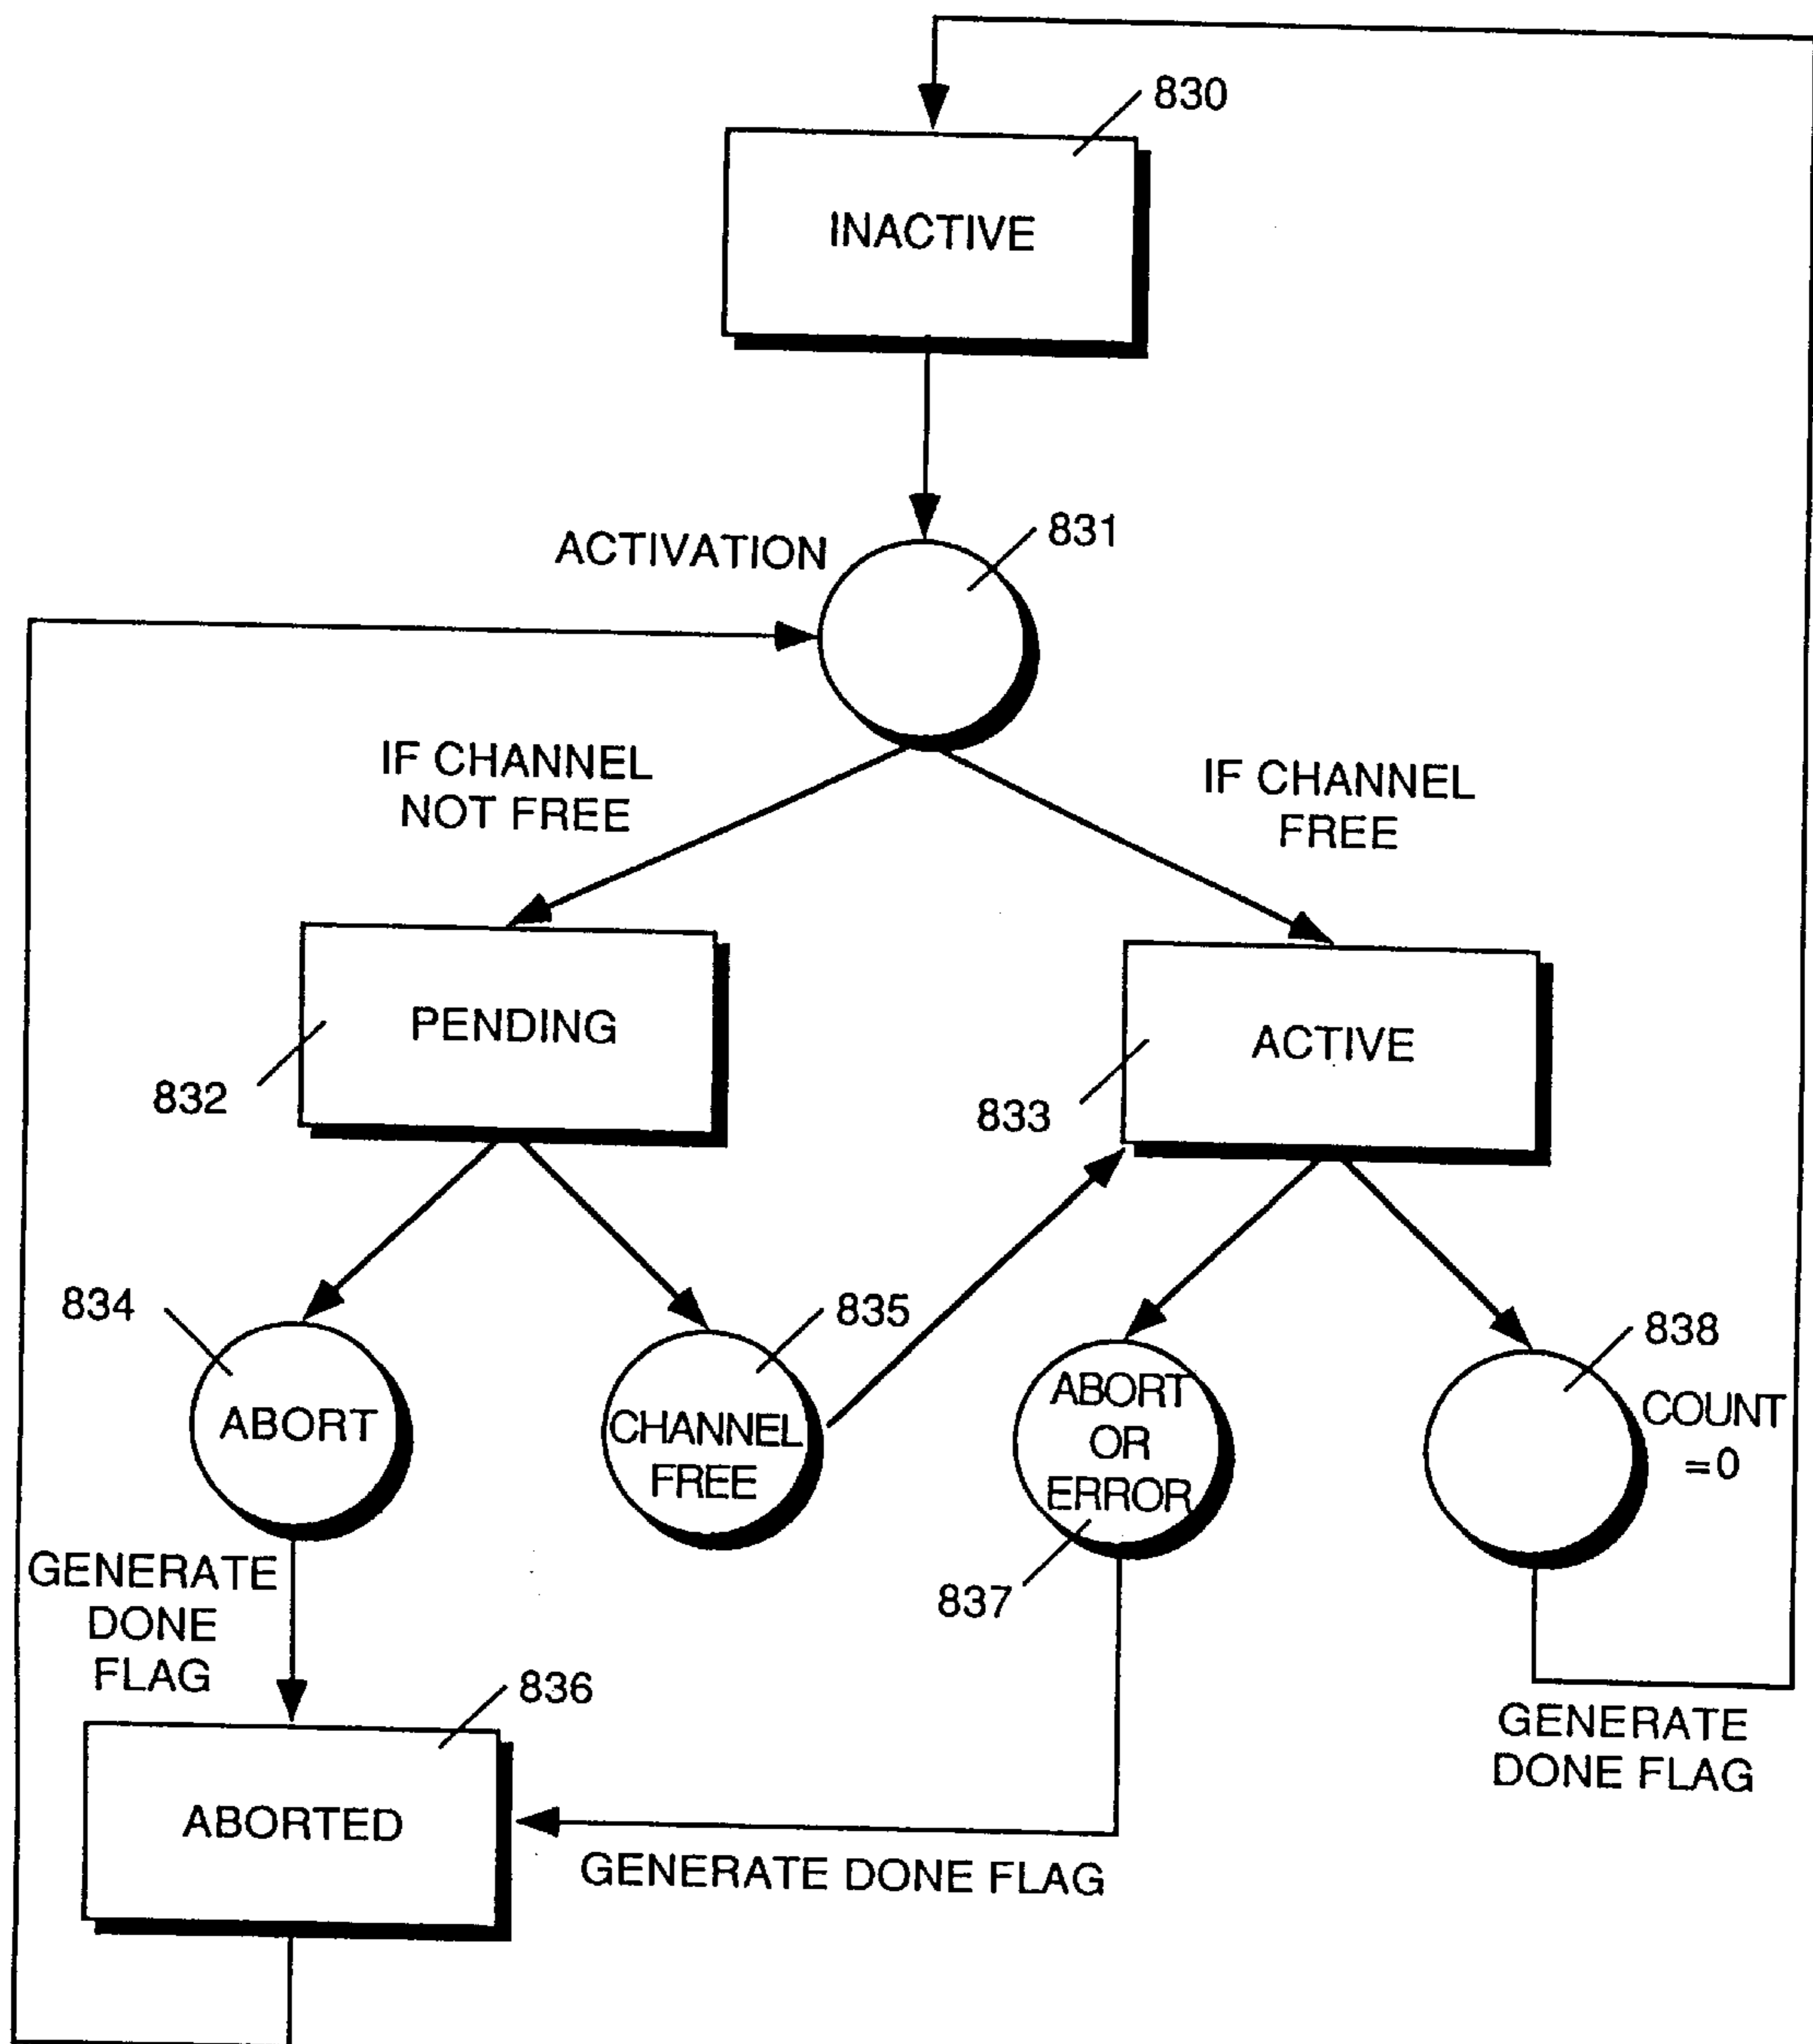 830
INACTIVE
ACTIVATION
831
IF CHANNEL
NOT FREE
IF CHANNEL
FREE
PENDING
832
ACTIVE
833
834
ABORT
835
CHANNEL
FREE
ABORT
OR
ERROR
837
838
COUNT
=0
GENERATE
DONE
FLAG
836
ABORTED
GENERATE DONE FLAG
GENERATE
DONE FLAG